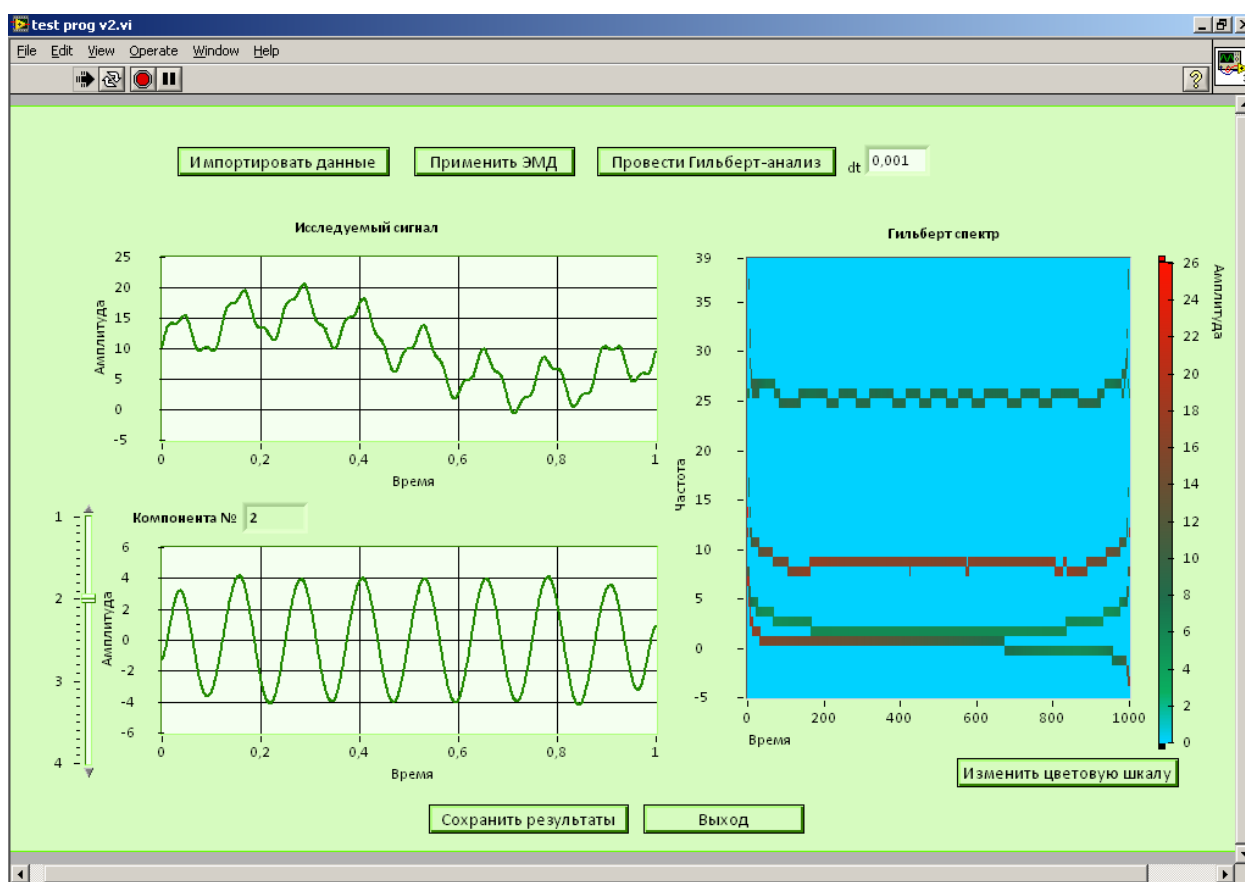 test prog v2.vi
File Edit View Operate Window Help
Импортировать данные Применить ЭМД Провести Гильберт-анализ dt 0,001
Исследуемый сигнал
25
20
15
10
5
0
-5
Амплитуда
0 0,2 0,4 0,6 0,8 1
Время
Компонента № 2
1
2
3
4
6
4
2
0
-2
-4
-6
Амплитуда
0 0,2 0,4 0,6 0,8 1
Время
Гильберт спектр
39
35
30
25
20
15
10
5
0
-5
Частота
0 200 400 600 800 1000
Время
26
24
22
20
18
16
14
12
10
8
6
4
2
0
Амплитуда
Изменить цветовую шкалу
Сохранить результаты Выход